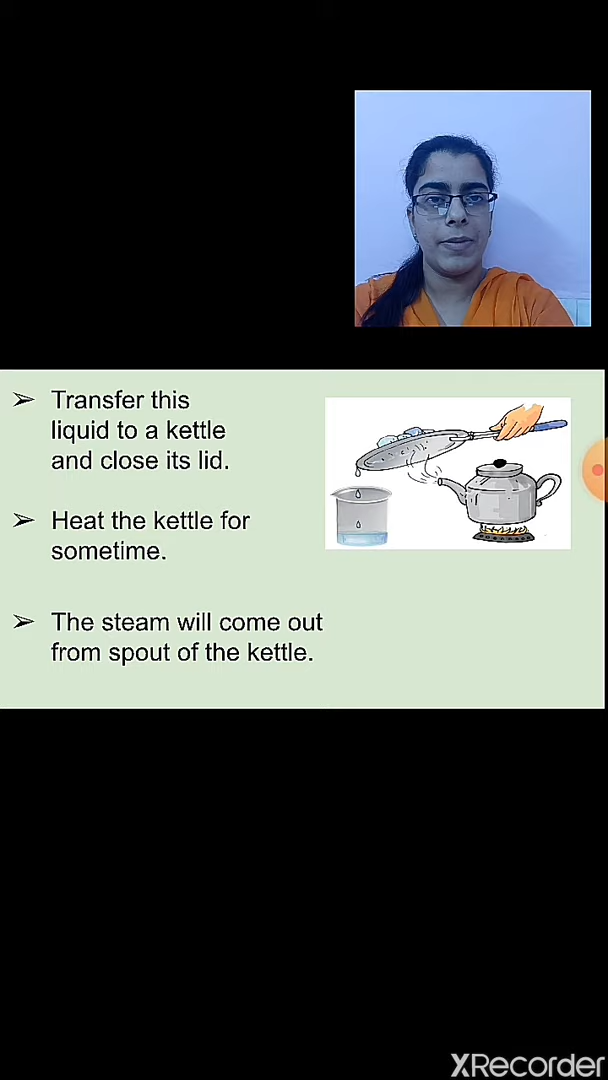 ➢ Transfer this
liquid to a kettle
and close its lid.
➢ Heat the kettle for
sometime.
➢ The steam will come out
from spout of the kettle.
XRecorder